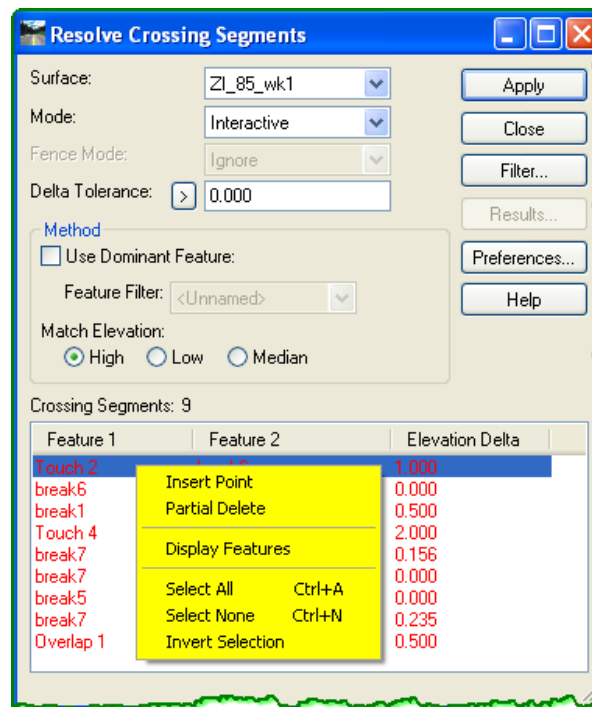 Resolve Crossing Segments
Surface: ZI_85_wk1 Apply
Mode: Interactive Close
Fence Mode: Ignore Filter...
Delta Tolerance: > 0.000 Results...
Method
Use Dominant Feature: Preferences...
Feature Filter: <Unnamed> Help
Match Elevation:
High Low Median
Crossing Segments: 9
Feature 1 Feature 2 Elevation Delta
Touch 2 1.000
break6 0.000
break1 0.500
Touch 4 2.000
break7 0.156
break7 0.000
break5 0.000
break7 0.235
Overlap 1 0.500
Insert Point
Partial Delete
Display Features
Select All Ctrl+A
Select None Ctrl+N
Invert Selection